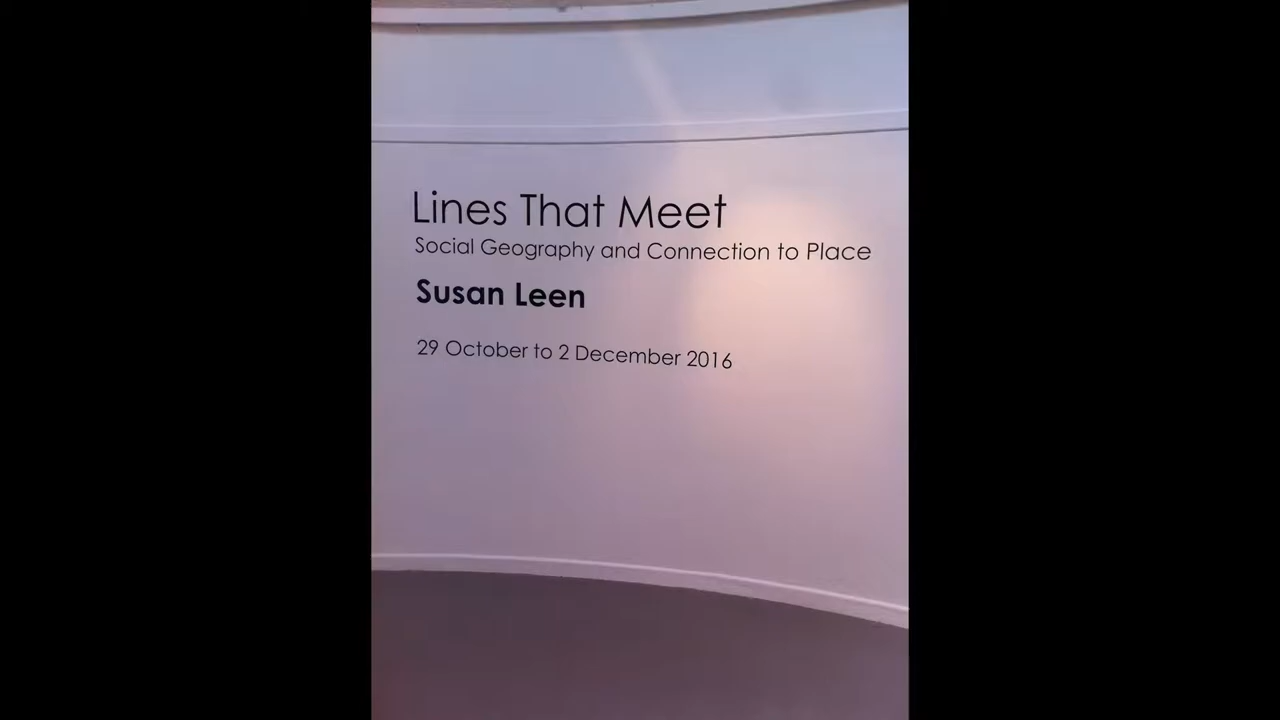 Lines That Meet
Social Geography and Connection to Place
Susan Leen
29 October to 2 December 2016